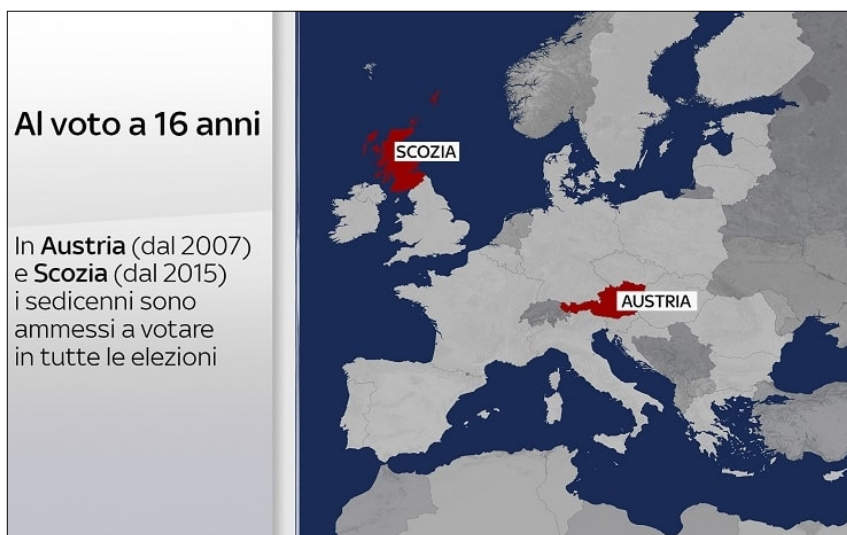 Al voto a 16 anni
In Austria (dal 2007)
e Scozia (dal 2015)
i sedicenni sono
ammessi a votare
in tutte le elezioni
SCOZIA
AUSTRIA